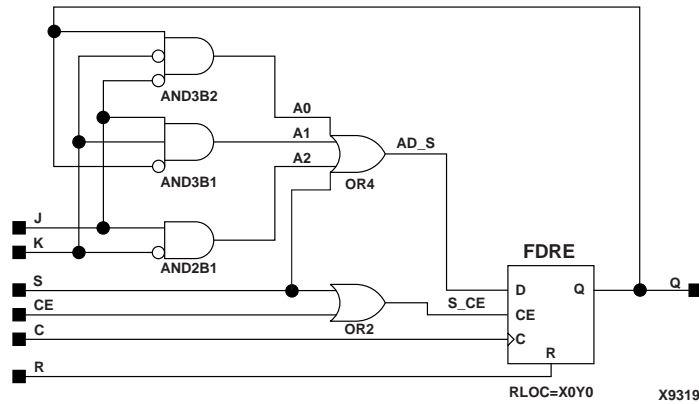 AND3B2
A0
A1
AD_S
A2
AND3B1
OR4
J
K
AND2B1
FDRE
S
D
Q
Q
CE
S_CE
CE
OR2
C
C
R
R
RLOC=X0Y0
X9319